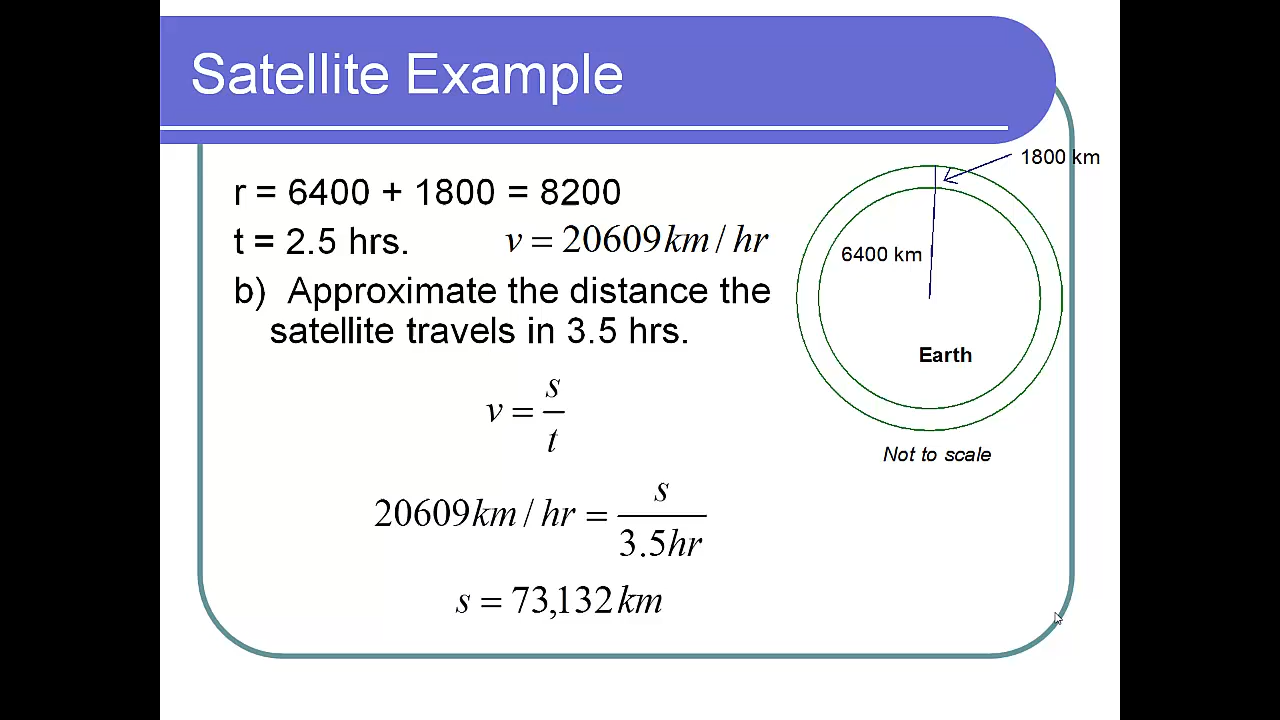 Satellite Example
r = 6400 + 1800 = 8200
t = 2.5 hrs. v = 20609 km / hr
b) Approximate the distance the
satellite travels in 3.5 hrs.
v = s/t
20609 km / hr = s/3.5hr
s = 73,132 km
1800 km
6400 km
Earth
Not to scale